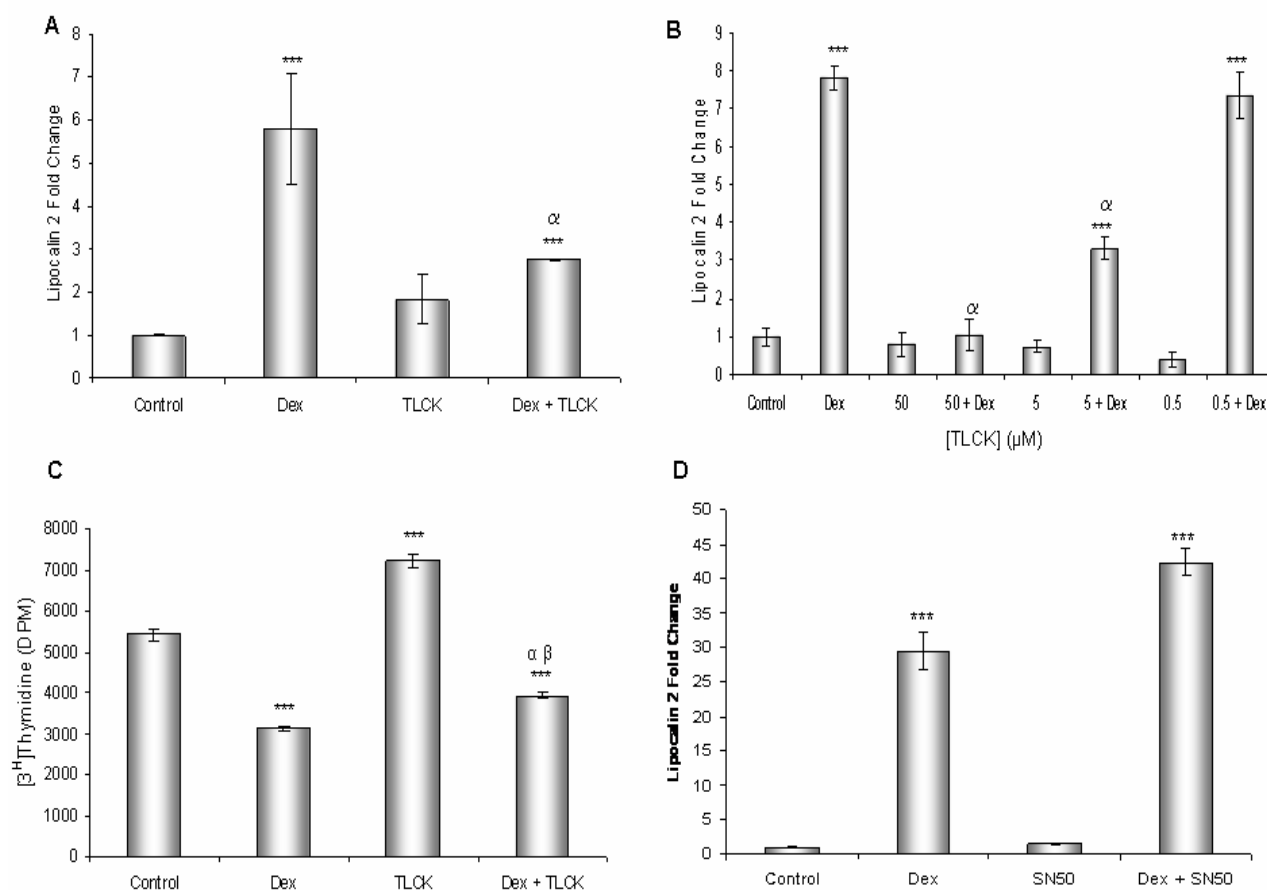 A
Lipocalin 2 Fold Change
8
7
6
5
4
3
2
1
0
***
α
***
Control Dex TLCK Dex + TLCK
B
Lipocalin 2 Fold Change
9
8
7
6
5
4
3
2
1
0
***
α
α
***
***
Control Dex 50 50 + Dex 5 5 + Dex 0.5 0.5 + Dex
[TLCK] (µM)
C
[3H]Thymidine (DPM)
8000
7000
6000
5000
4000
3000
2000
1000
0
***
***
α β
***
Control Dex TLCK Dex + TLCK
D
Lipocalin 2 Fold Change
50
45
40
35
30
25
20
15
10
5
0
***
***
Control Dex SN50 Dex + SN50